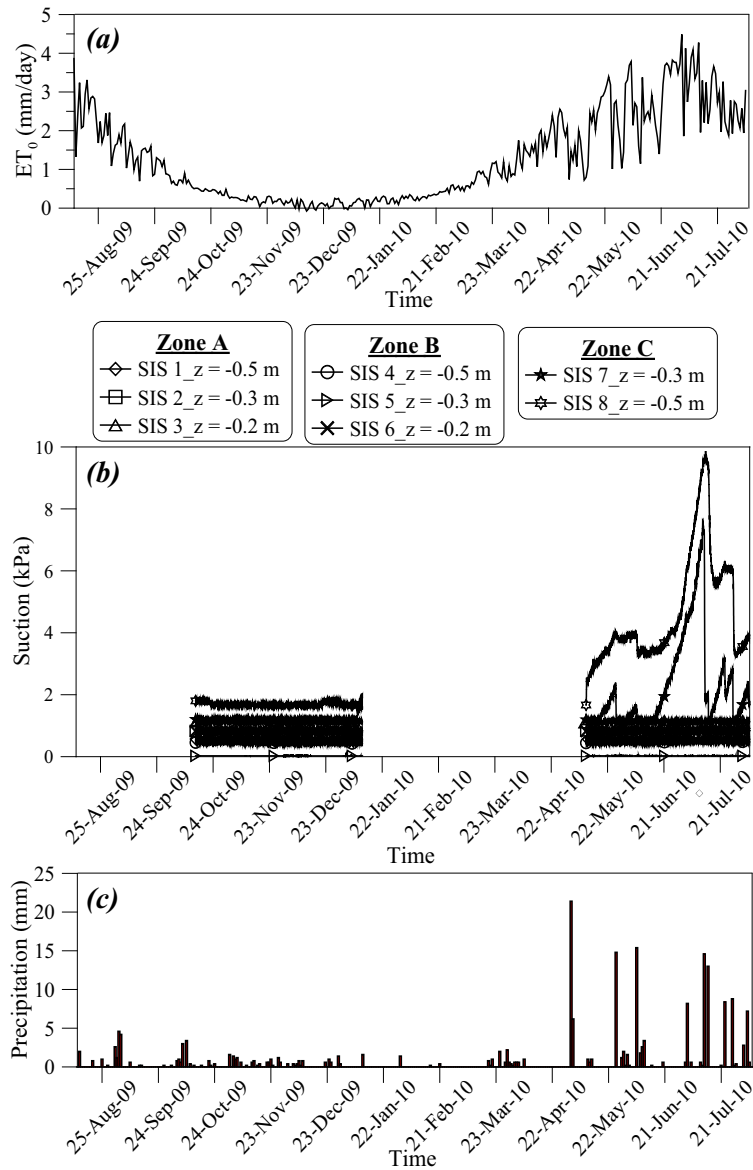 (a)
ET0 (mm/day)
5
4
3
2
1
0
25-Aug-09
24-Sep-09
24-Oct-09
23-Nov-09
23-Dec-09
22-Jan-10
21-Feb-10
23-Mar-10
22-Apr-10
22-May-10
21-Jun-10
21-Jul-10
Time
Zone A
SIS 1_z = -0.5 m
SIS 2_z = -0.3 m
SIS 3_z = -0.2 m
Zone B
SIS 4_z = -0.5 m
SIS 5_z = -0.3 m
SIS 6_z = -0.2 m
Zone C
SIS 7_z = -0.3 m
SIS 8_z = -0.5 m
(b)
Suction (kPa)
10
8
6
4
2
0
25-Aug-09
24-Sep-09
24-Oct-09
23-Nov-09
23-Dec-09
22-Jan-10
21-Feb-10
23-Mar-10
22-Apr-10
22-May-10
21-Jun-10
21-Jul-10
Time
(c)
Precipitation (mm)
25
20
15
10
5
0
25-Aug-09
24-Sep-09
24-Oct-09
23-Nov-09
23-Dec-09
22-Jan-10
21-Feb-10
23-Mar-10
22-Apr-10
22-May-10
21-Jun-10
21-Jul-10
Time